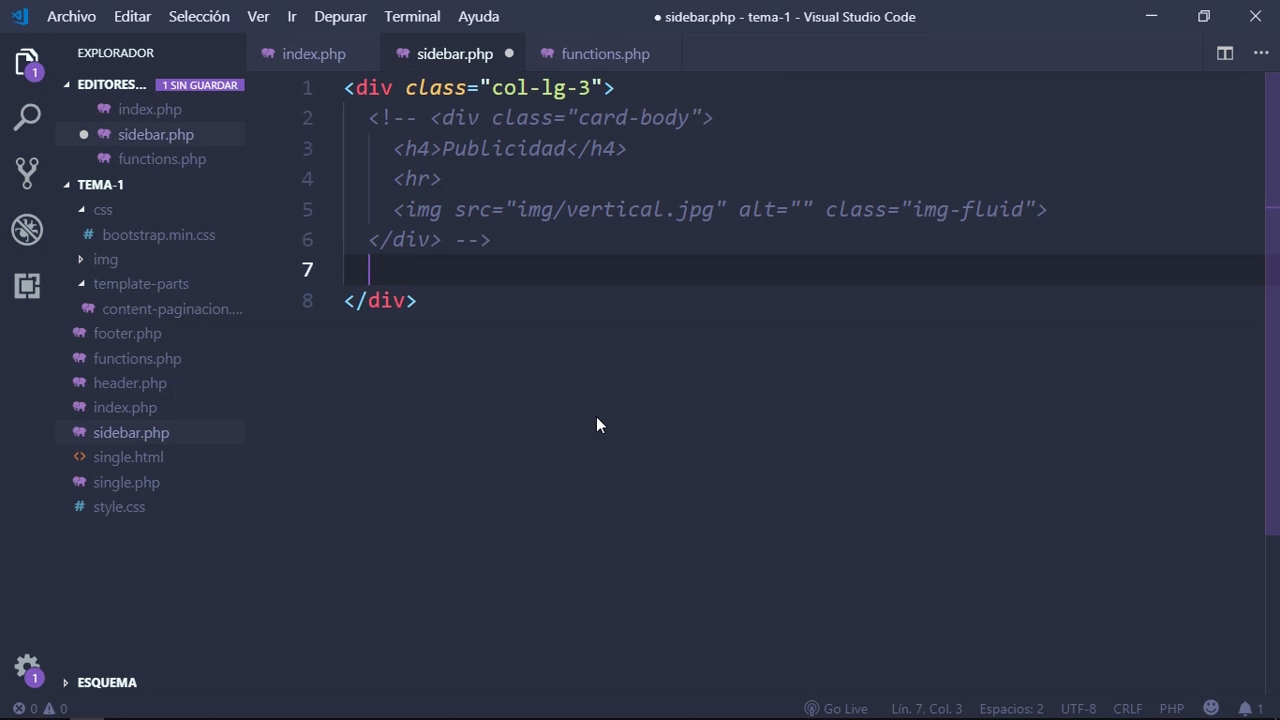 Archivo Editar Selección Ver Ir Depurar Terminal Ayuda
● sidebar.php - tema-1 - Visual Studio Code
EXPLORADOR
index.php
sidebar.php
functions.php
EDITORES... 1 SIN GUARDAR
index.php
sidebar.php
functions.php
TEMA-1
css
# bootstrap.min.css
img
template-parts
content-paginacion....
footer.php
functions.php
header.php
index.php
sidebar.php
<> single.html
single.php
# style.css
ESQUEMA
1
1
1 <div class="col-lg-3">
2 <!-- <div class="card-body">
3 <h4>Publicidad</h4>
4 <hr>
5 <img src="img/vertical.jpg" alt="" class="img-fluid">
6 </div> -->
7
8 </div>
0 0
Go Live Lín. 7, Col. 3 Espacios: 2 UTF-8 CRLF PHP 1